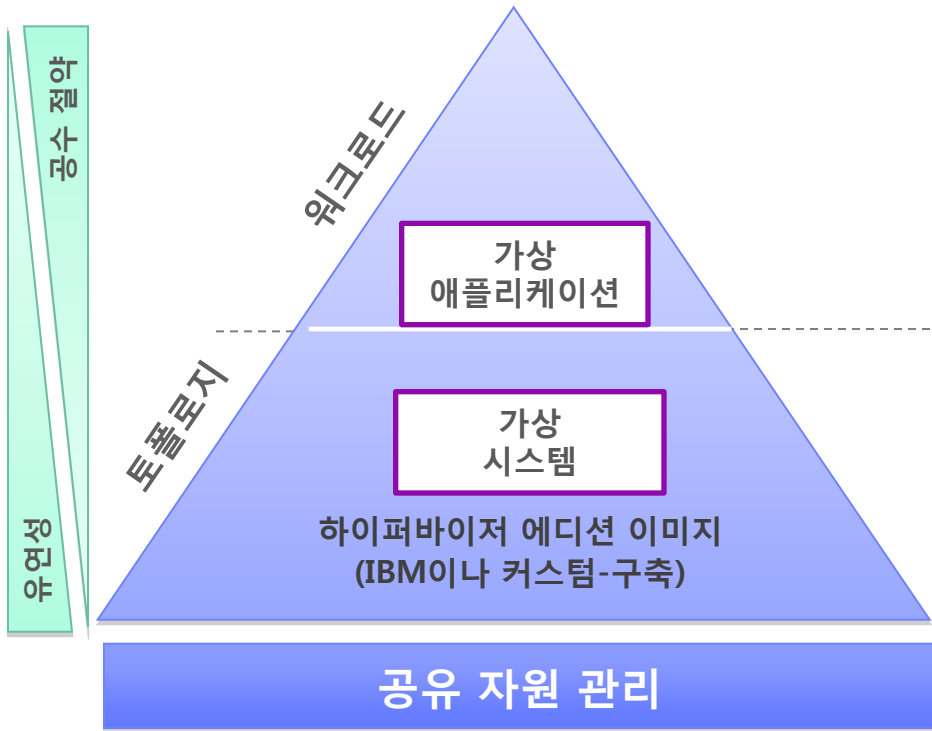 공수 절약
유연성
워크로드
가상
애플리케이션
토폴로지
가상
시스템
하이퍼바이저 에디션 이미지
(IBM이나 커스텀-구축)
공유 자원 관리